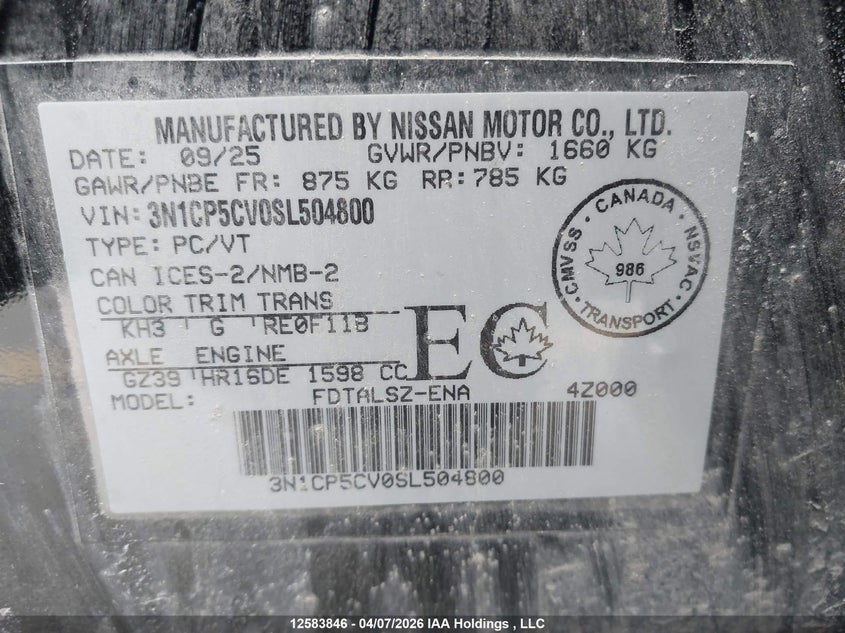 MANUFACTURED BY NISSAN MOTOR CO., LTD.
DATE: 09/25 GVWR/PNBV: 1660 KG
GAWR/PNBE FR: 875 KG RR: 785 KG
VIN: 3N1CP5CV0SL504800
TYPE: PC/VT
CAN ICES-2/NMB-2
CMVSS · CANADA · NSVAC · TRANSPORT ·
986
COLOR TRIM TRANS
KH3 G RE0F11B
AXLE ENGINE
GZ39 HR16DE 1598 CC
EC
MODEL: FDTALSZ-ENA 4Z000
3N1CP5CV0SL504800
12583846 - 04/07/2026 IAA Holdings , LLC